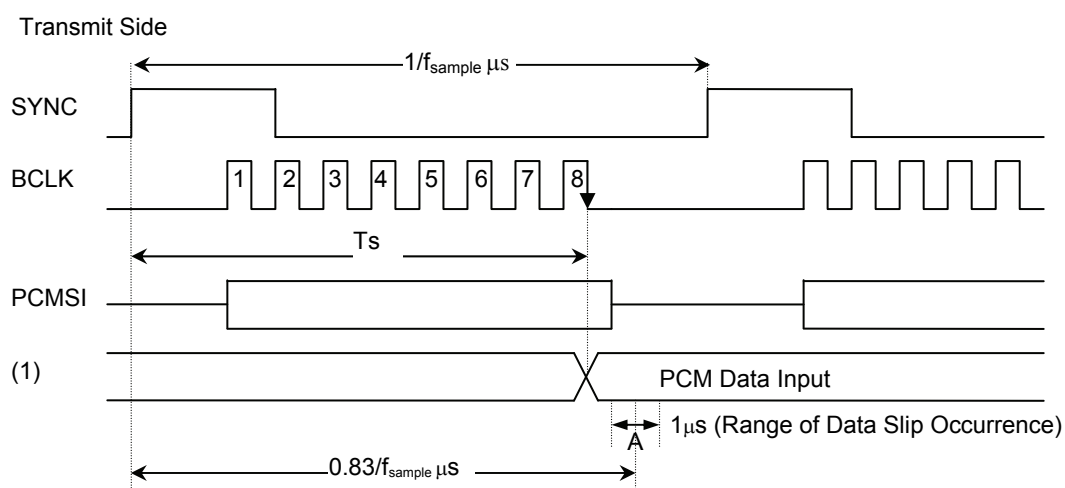 Transmit Side
1/fsample μs
SYNC
BCLK
1 2 3 4 5 6 7 8
Ts
PCMSI
(1)
PCM Data Input
1μs (Range of Data Slip Occurrence)
A
0.83/fsample μs